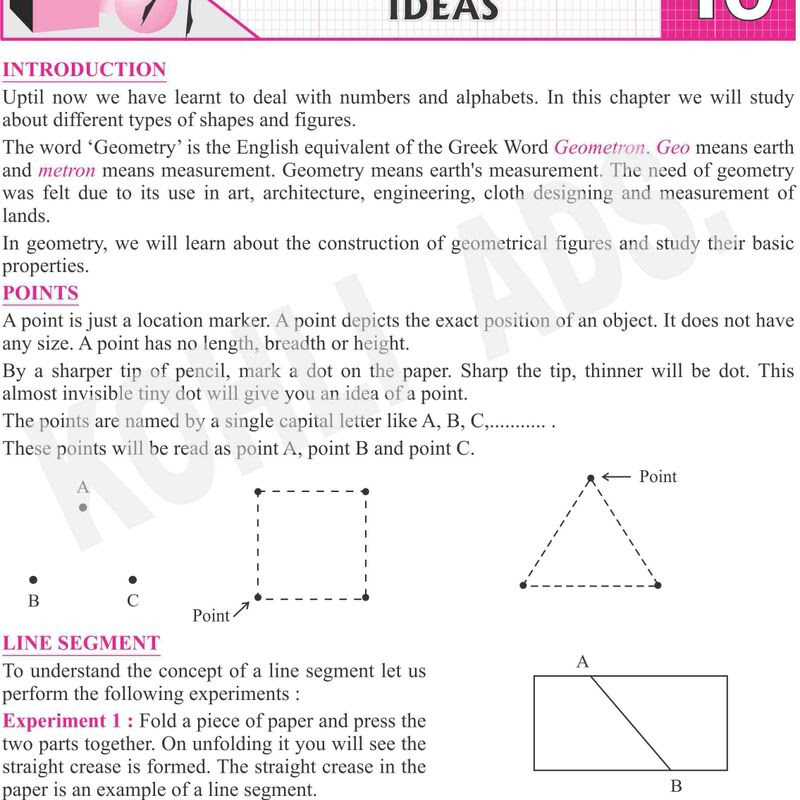 IDEAS
10
INTRODUCTION
Uptil now we have learnt to deal with numbers and alphabets. In this chapter we will study
about different types of shapes and figures.
The word ‘Geometry’ is the English equivalent of the Greek Word Geometron. Geo means earth
and metron means measurement. Geometry means earth's measurement. The need of geometry
was felt due to its use in art, architecture, engineering, cloth designing and measurement of
lands.
In geometry, we will learn about the construction of geometrical figures and study their basic
properties.
POINTS
A point is just a location marker. A point depicts the exact position of an object. It does not have
any size. A point has no length, breadth or height.
By a sharper tip of pencil, mark a dot on the paper. Sharp the tip, thinner will be dot. This
almost invisible tiny dot will give you an idea of a point.
The points are named by a single capital letter like A, B, C,........... .
These points will be read as point A, point B and point C.
A
B C
Point
Point
LINE SEGMENT
To understand the concept of a line segment let us
perform the following experiments :
Experiment 1 : Fold a piece of paper and press the
two parts together. On unfolding it you will see the
straight crease is formed. The straight crease in the
paper is an example of a line segment.
A
B
KOHLI ADS.